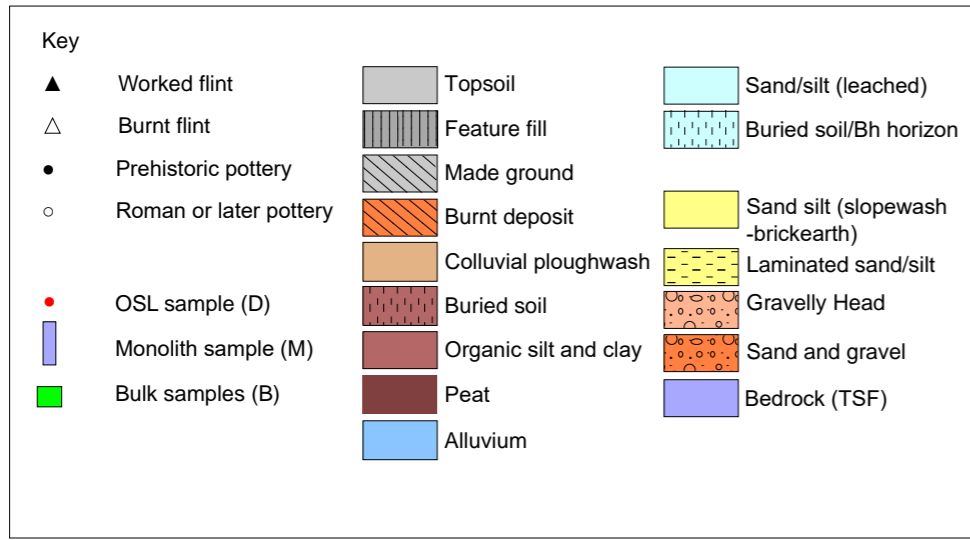 Key
Worked flint
Burnt flint
Prehistoric pottery
Roman or later pottery
OSL sample (D)
Monolith sample (M)
Bulk samples (B)
Topsoil
Feature fill
Made ground
Burnt deposit
Colluvial ploughwash
Buried soil
Organic silt and clay
Peat
Alluvium
Sand/silt (leached)
Buried soil/Bh horizon
Sand silt (slopewash
-brickearth)
Laminated sand/silt
Gravelly Head
Sand and gravel
Bedrock (TSF)